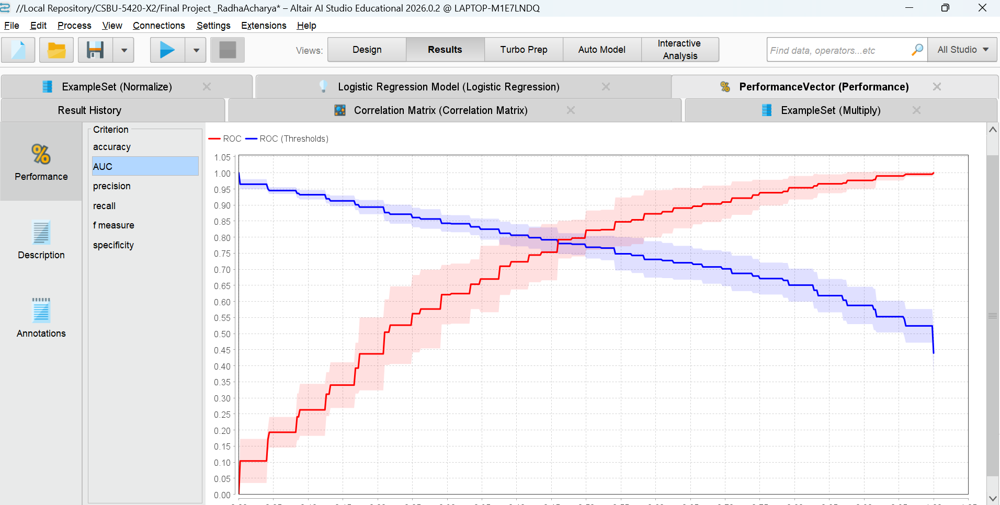 //Local Repository/CSBU-5420-X2/Final Project _RadhaAcharya* – Altair AI Studio Educational 2026.0.2 @ LAPTOP-M1E7LNDQ
File Edit Process View Connections Settings Extensions Help
Views: Design Results Turbo Prep Auto Model Interactive Analysis Find data, operators...etc All Studio
ExampleSet (Normalize) Logistic Regression Model (Logistic Regression) PerformanceVector (Performance)
Result History Correlation Matrix (Correlation Matrix) ExampleSet (Multiply)
Performance
Description
Annotations
Criterion
accuracy
AUC
precision
recall
f measure
specificity
ROC ROC (Thresholds)
1.05
1.00
0.95
0.90
0.85
0.80
0.75
0.70
0.65
0.60
0.55
0.50
0.45
0.40
0.35
0.30
0.25
0.20
0.15
0.10
0.05
0.00